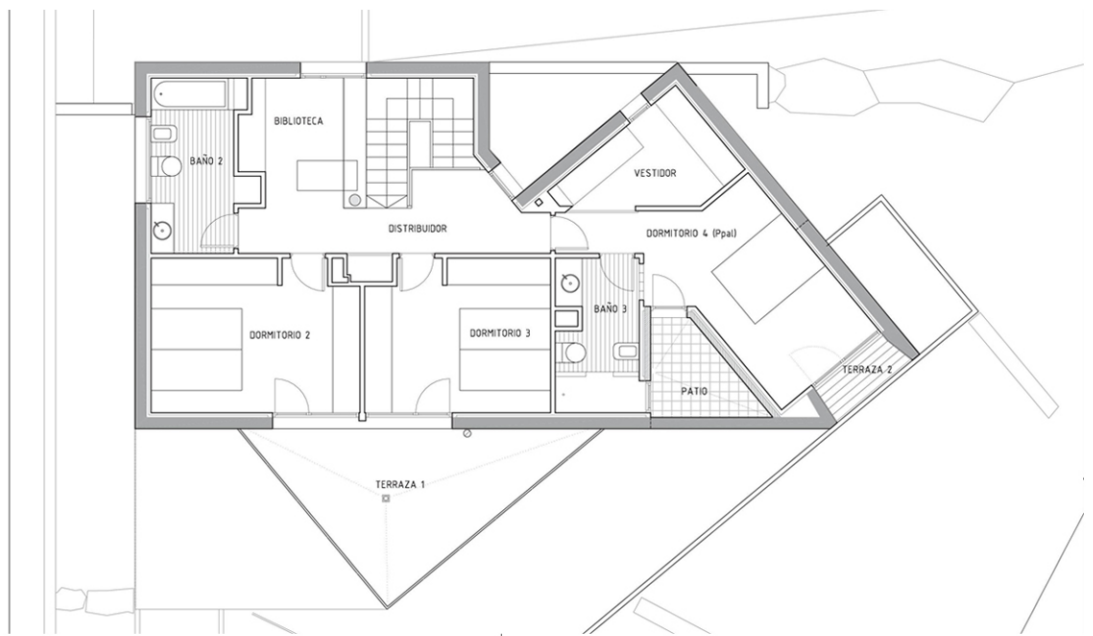 BIBLIOTECA
BAÑO 2
VESTIDOR
DISTRIBUIDOR
DORMITORIO 4 (Ppal)
BAÑO 3
DORMITORIO 2
DORMITORIO 3
TERRAZA 2
PATIO
TERRAZA 1